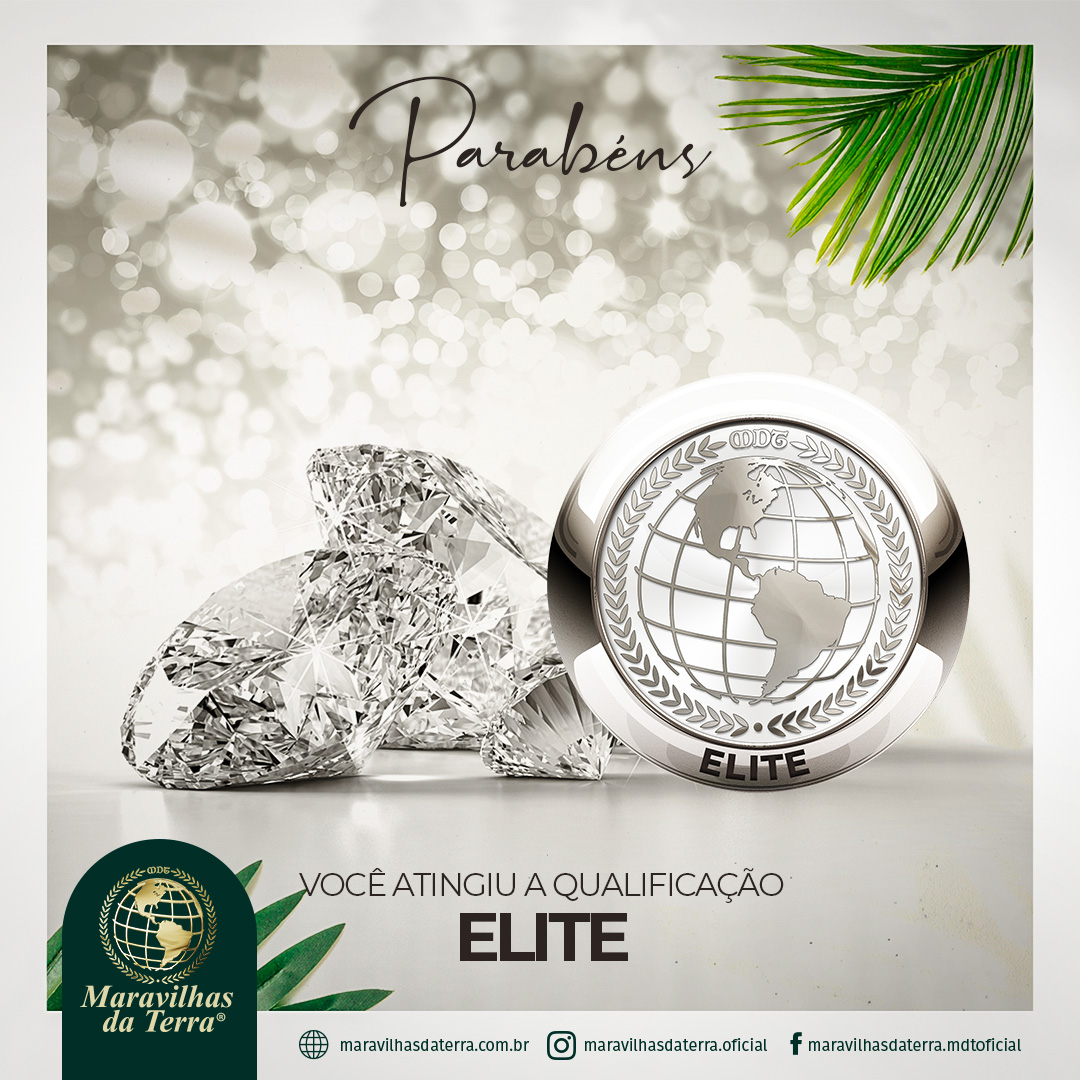 Parabéns
MDT
ELITE
VOCÊ ATINGIU A QUALIFICAÇÃO
ELITE
MDT
Maravilhas
da Terra®
maravilhasdaterra.com.br
maravilhasdaterra.oficial
maravilhasdaterra.mdtoficial